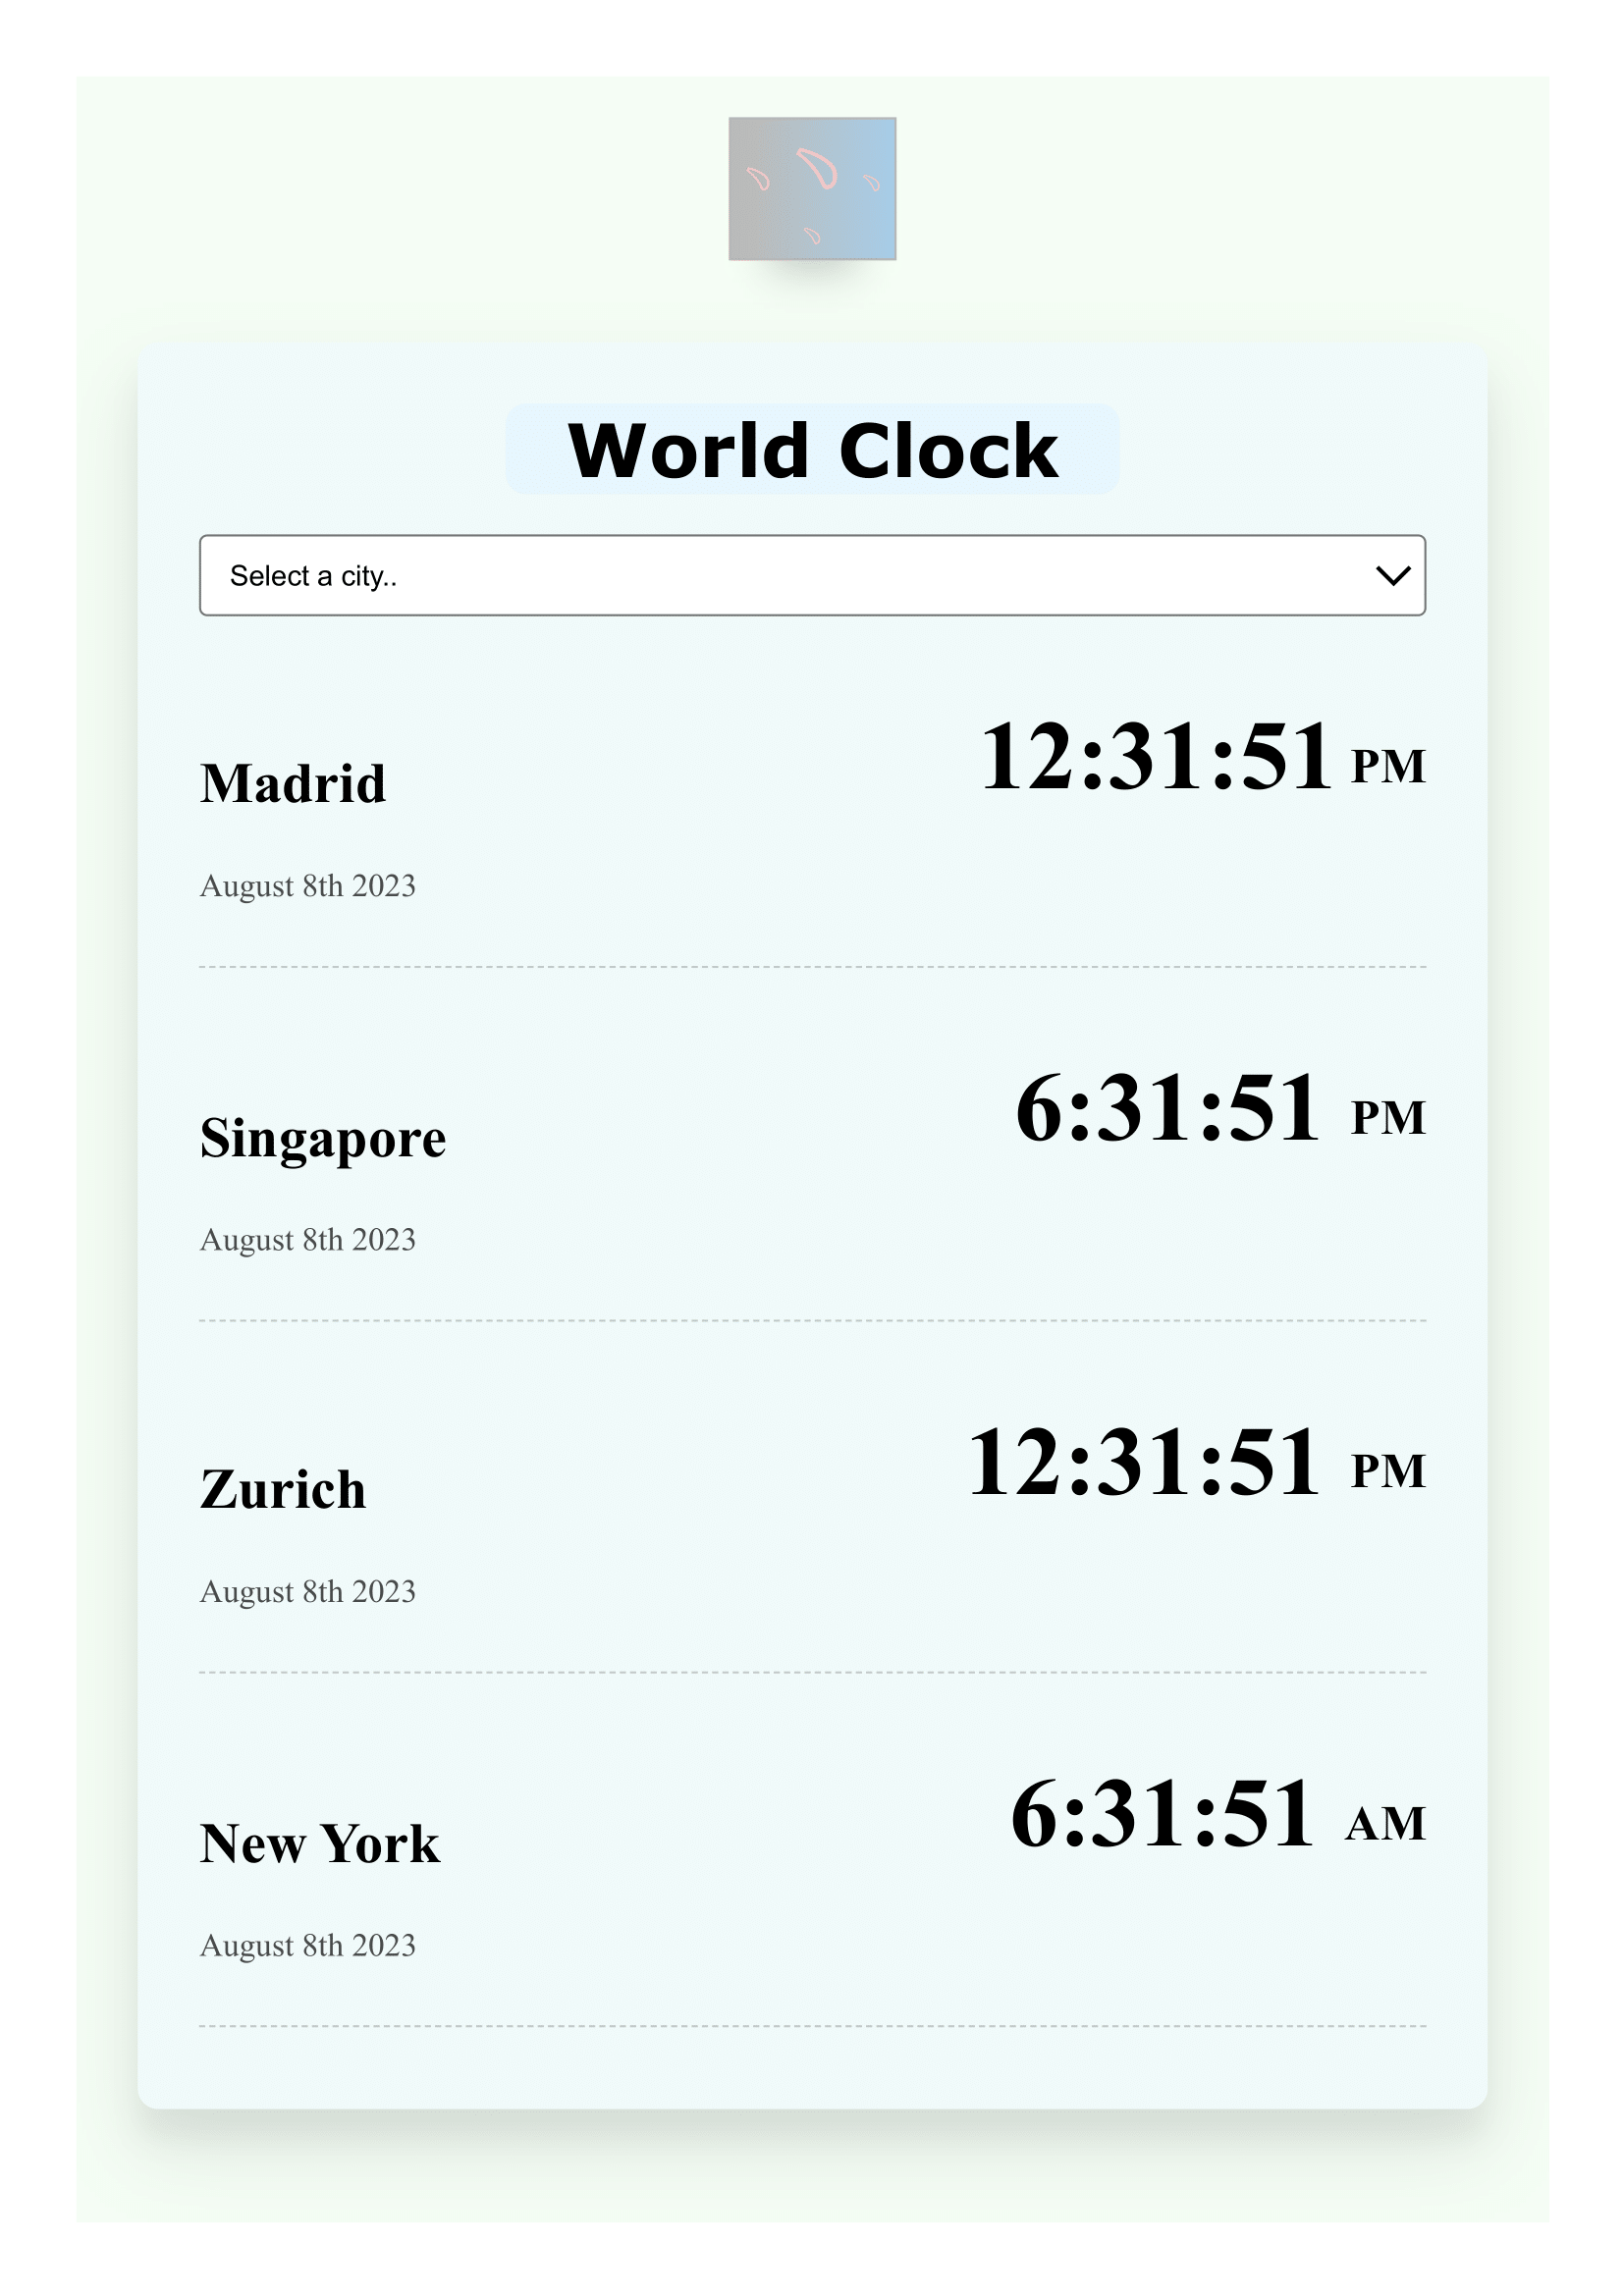 World Clock
Select a city..
Madrid
12:31:51 PM
August 8th 2023
Singapore
6:31:51 PM
August 8th 2023
Zurich
12:31:51 PM
August 8th 2023
New York
6:31:51 AM
August 8th 2023